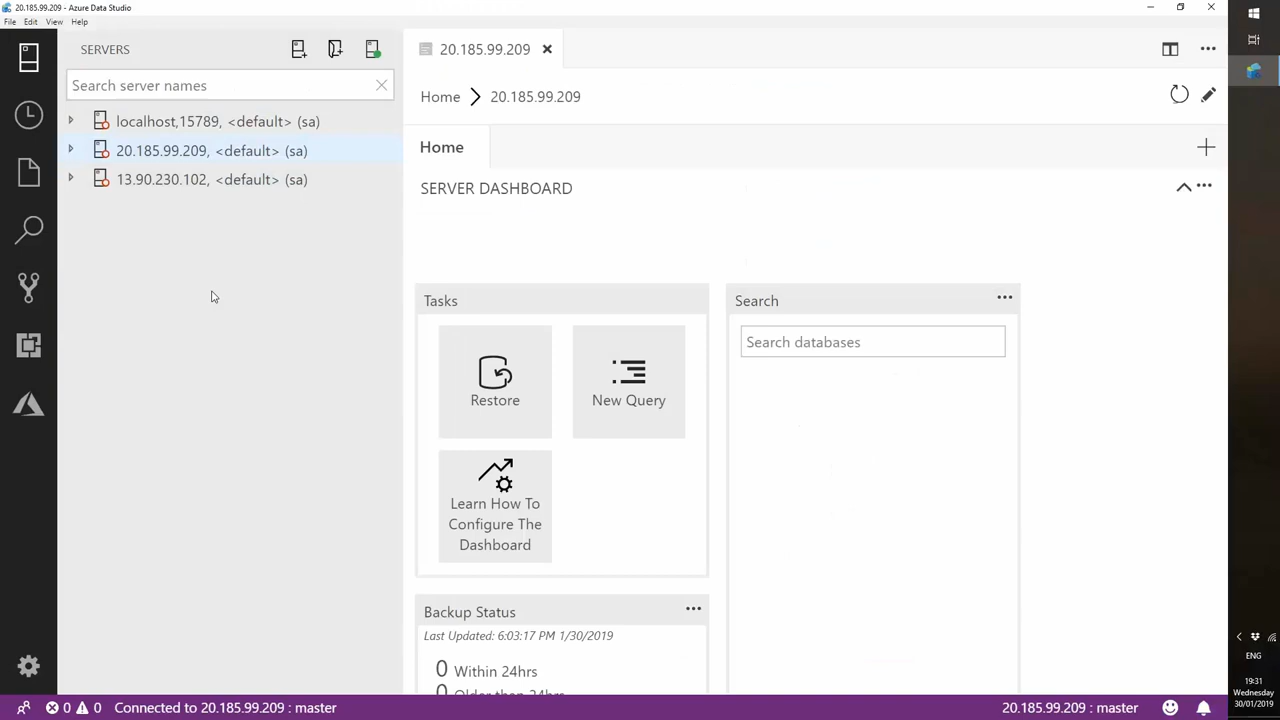 20.185.99.209 - Azure Data Studio
File Edit View Help
SERVERS
20.185.99.209
Search server names
Home 20.185.99.209
localhost,15789, <default> (sa)
20.185.99.209, <default> (sa)
13.90.230.102, <default> (sa)
Home
SERVER DASHBOARD
Tasks
Search
Restore
New Query
Search databases
Learn How To
Configure The
Dashboard
Backup Status
Last Updated: 6:03:17 PM 1/30/2019
0 Within 24hrs
0 Older than 24hrs
ENG
19:31
Wednesday
30/01/2019
0 0 Connected to 20.185.99.209 : master
20.185.99.209 : master